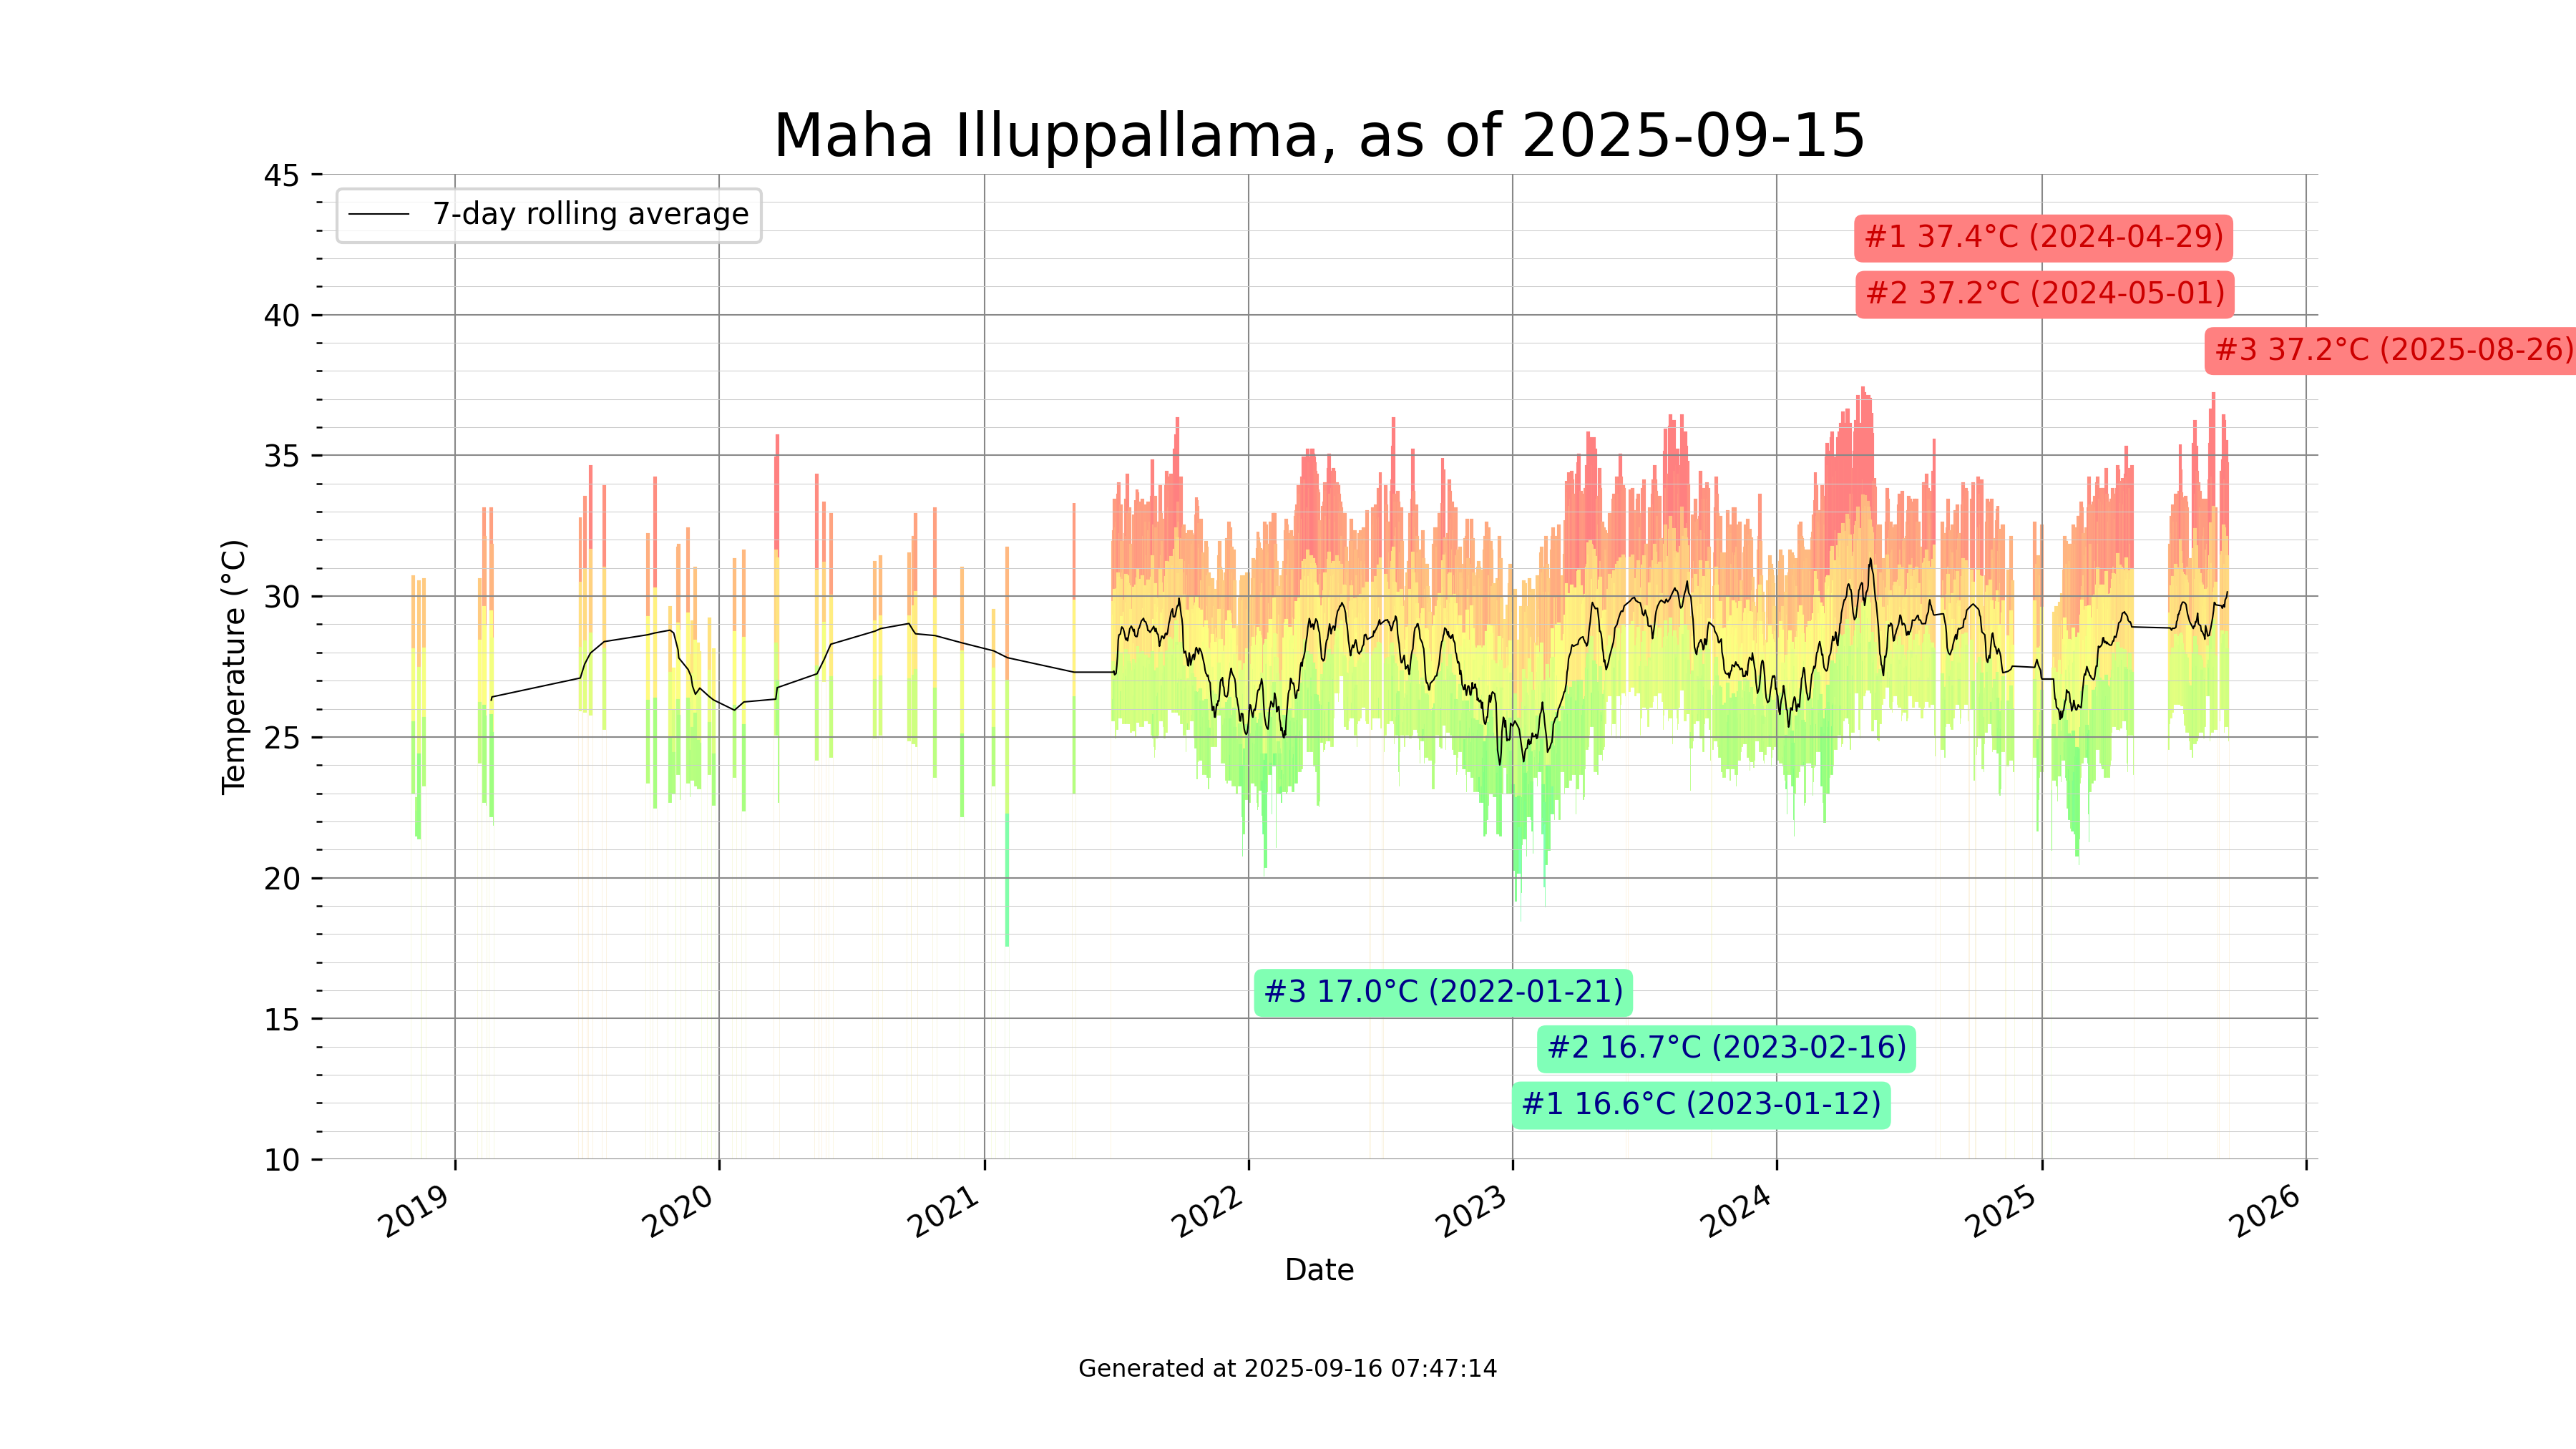 Maha Illuppallama, as of 2025-09-15
45
7-day rolling average
#1 37.4°C (2024-04-29)
#2 37.2°C (2024-05-01)
40
#3 37.2°C (2025-08-26)
35
30
Temperature (°C)
25
20
#3 17.0°C (2022-01-21)
15
#2 16.7°C (2023-02-16)
#1 16.6°C (2023-01-12)
10
2019 2020 2021 2022 2023 2024 2025 2026
Date
Generated at 2025-09-16 07:47:14